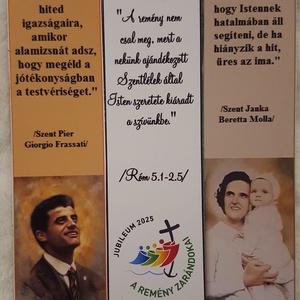 hited
igazságaira,
amikor
alamizsnát adsz,
hogy megéld a
jótékonyságban
a testvériséget."
/Szent Pier
Giorgio Frassati/
"A remény nem
csal meg, mert a
nekünk ajándékozott
Szentlélek által
Isten szeretete kiáradt
a szívünkbe."
/Róm 5.1-2.5/
JUBILEUM 2025
A REMÉNY ZARÁNDOKAI
hogy Istennek
hatalmában áll
segíteni, de ha
hiányzik a hit,
üres az ima."
/Szent Janka
Beretta Molla/